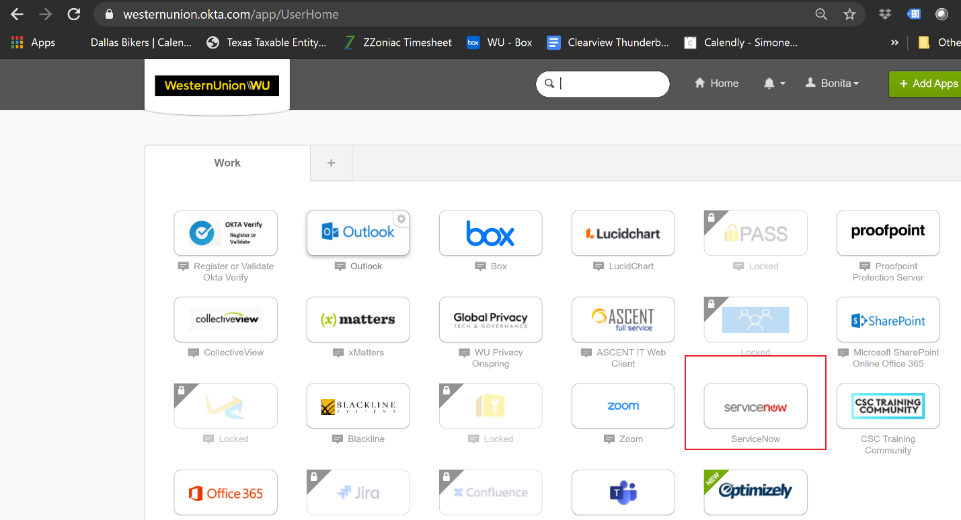 westernunion.okta.com/app/UserHome
Apps
Dallas Bikers | Calen...
Texas Taxable Entity...
ZZoniac Timesheet
box
WU - Box
Clearview Thunderb...
Calendly - Simone...
»
Othe
WesternUnion WU
Home
Bonita
+ Add Apps
Work
+
OKTA Verify
Register or
Validate
Outlook
box
Lucidchart
PASS
proofpoint
Register or Validate
Okta Verify
Outlook
Box
LucidChart
Locked
Proofpoint
Protection Server
collectiveview
(x)matters
Global Privacy
TECH & GOVERNANCE
ASCENT
full service
SharePoint
CollectiveView
xMatters
WU Privacy
Onspring
ASCENT IT Web
Client
Locked
Microsoft SharePoint
Online Office 365
BLACKLINE
SYSTEMS
zoom
servicenow
CSC TRAINING
COMMUNITY
Locked
Blackline
Locked
Zoom
ServiceNow
CSC Training
Community
Office 365
Jira
Confluence
NEW
Optimizely